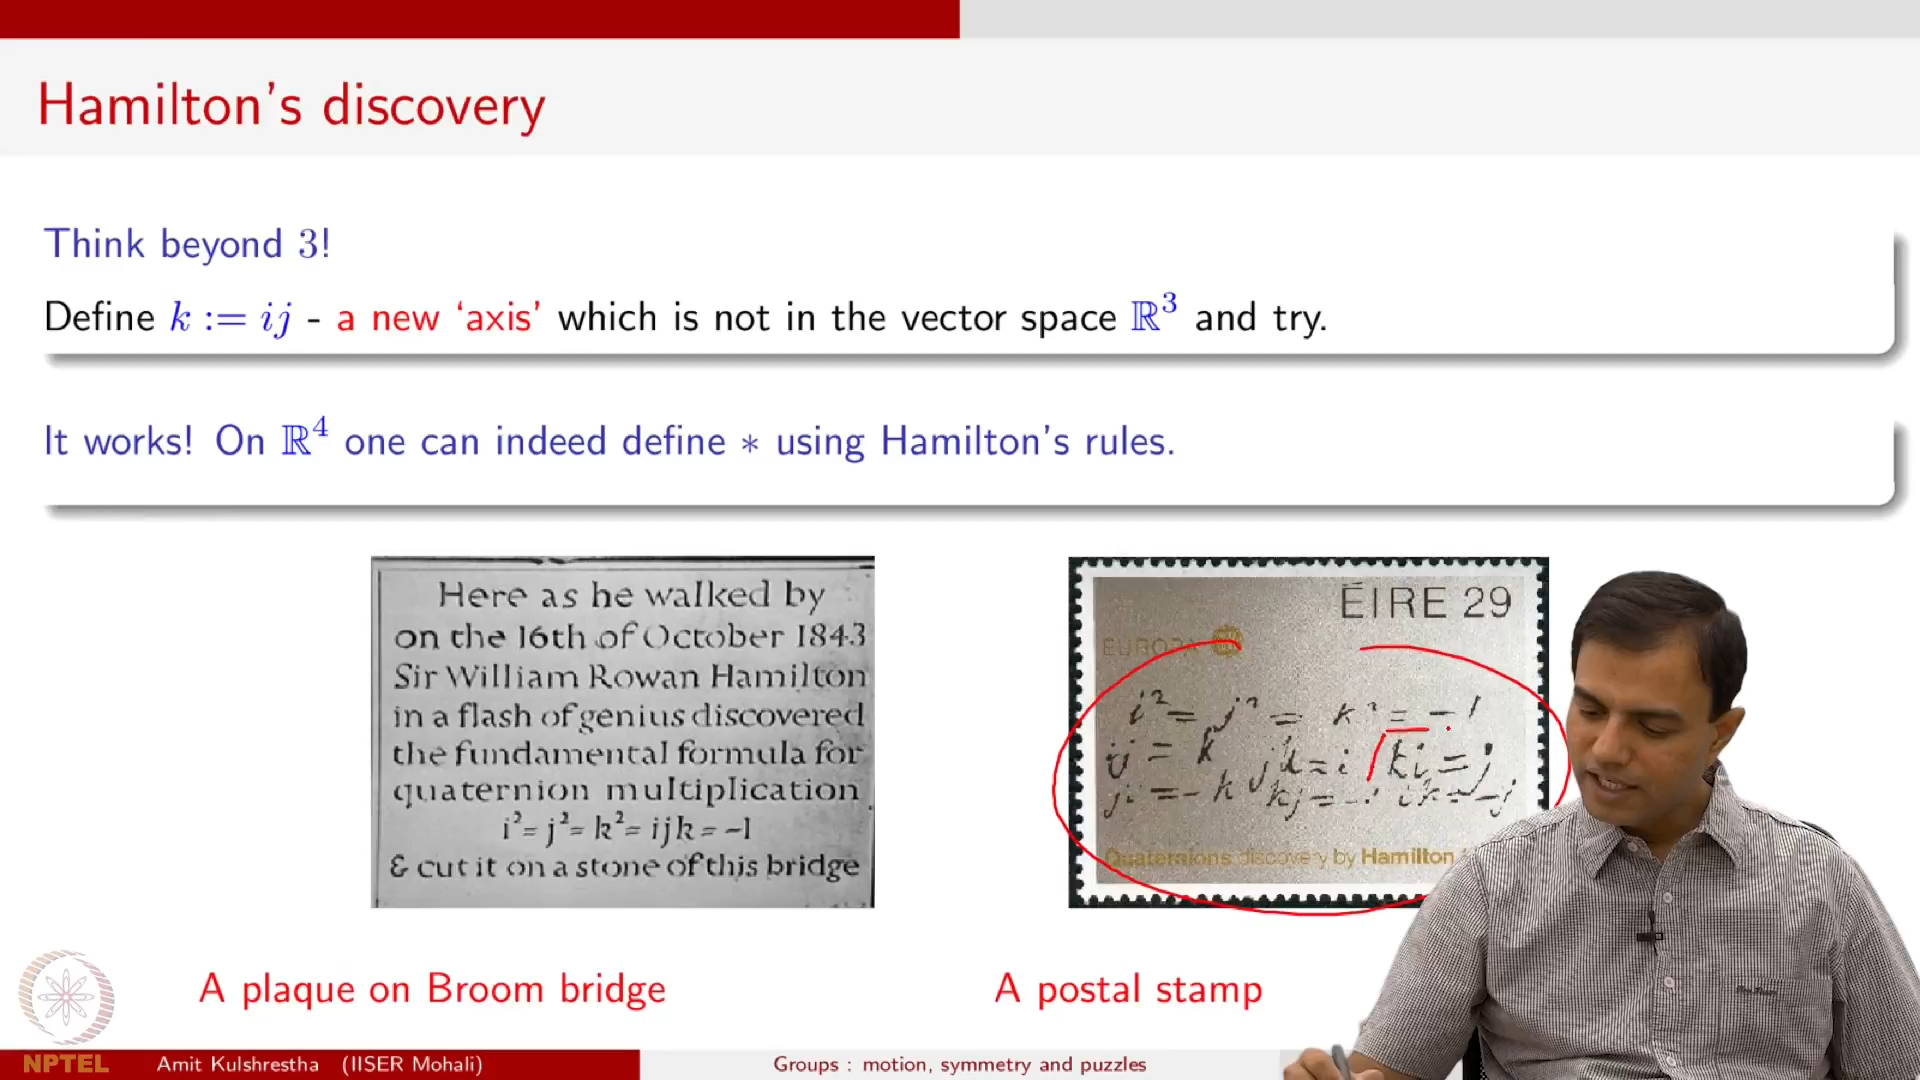 Hamilton's discovery
Think beyond 3!
Define k := ij - a new ‘axis’ which is not in the vector space ℝ³ and try.
It works! On ℝ⁴ one can indeed define ∗ using Hamilton's rules.
Here as he walked by
on the 16th of October 1843
Sir William Rowan Hamilton
in a flash of genius discovered
the fundamental formula for
quaternion multiplication
i² = j² = k² = ijk = −1
& cut it on a stone of this bridge
A plaque on Broom bridge
ÉIRE 29
EUROPA
i² = j² = k² = −1
ij = k jk = i ki = j
ji = −k kj = −i ik = −j
Quaternions discovery by Hamilton
A postal stamp
NPTEL Amit Kulshrestha (IISER Mohali) Groups : motion, symmetry and puzzles